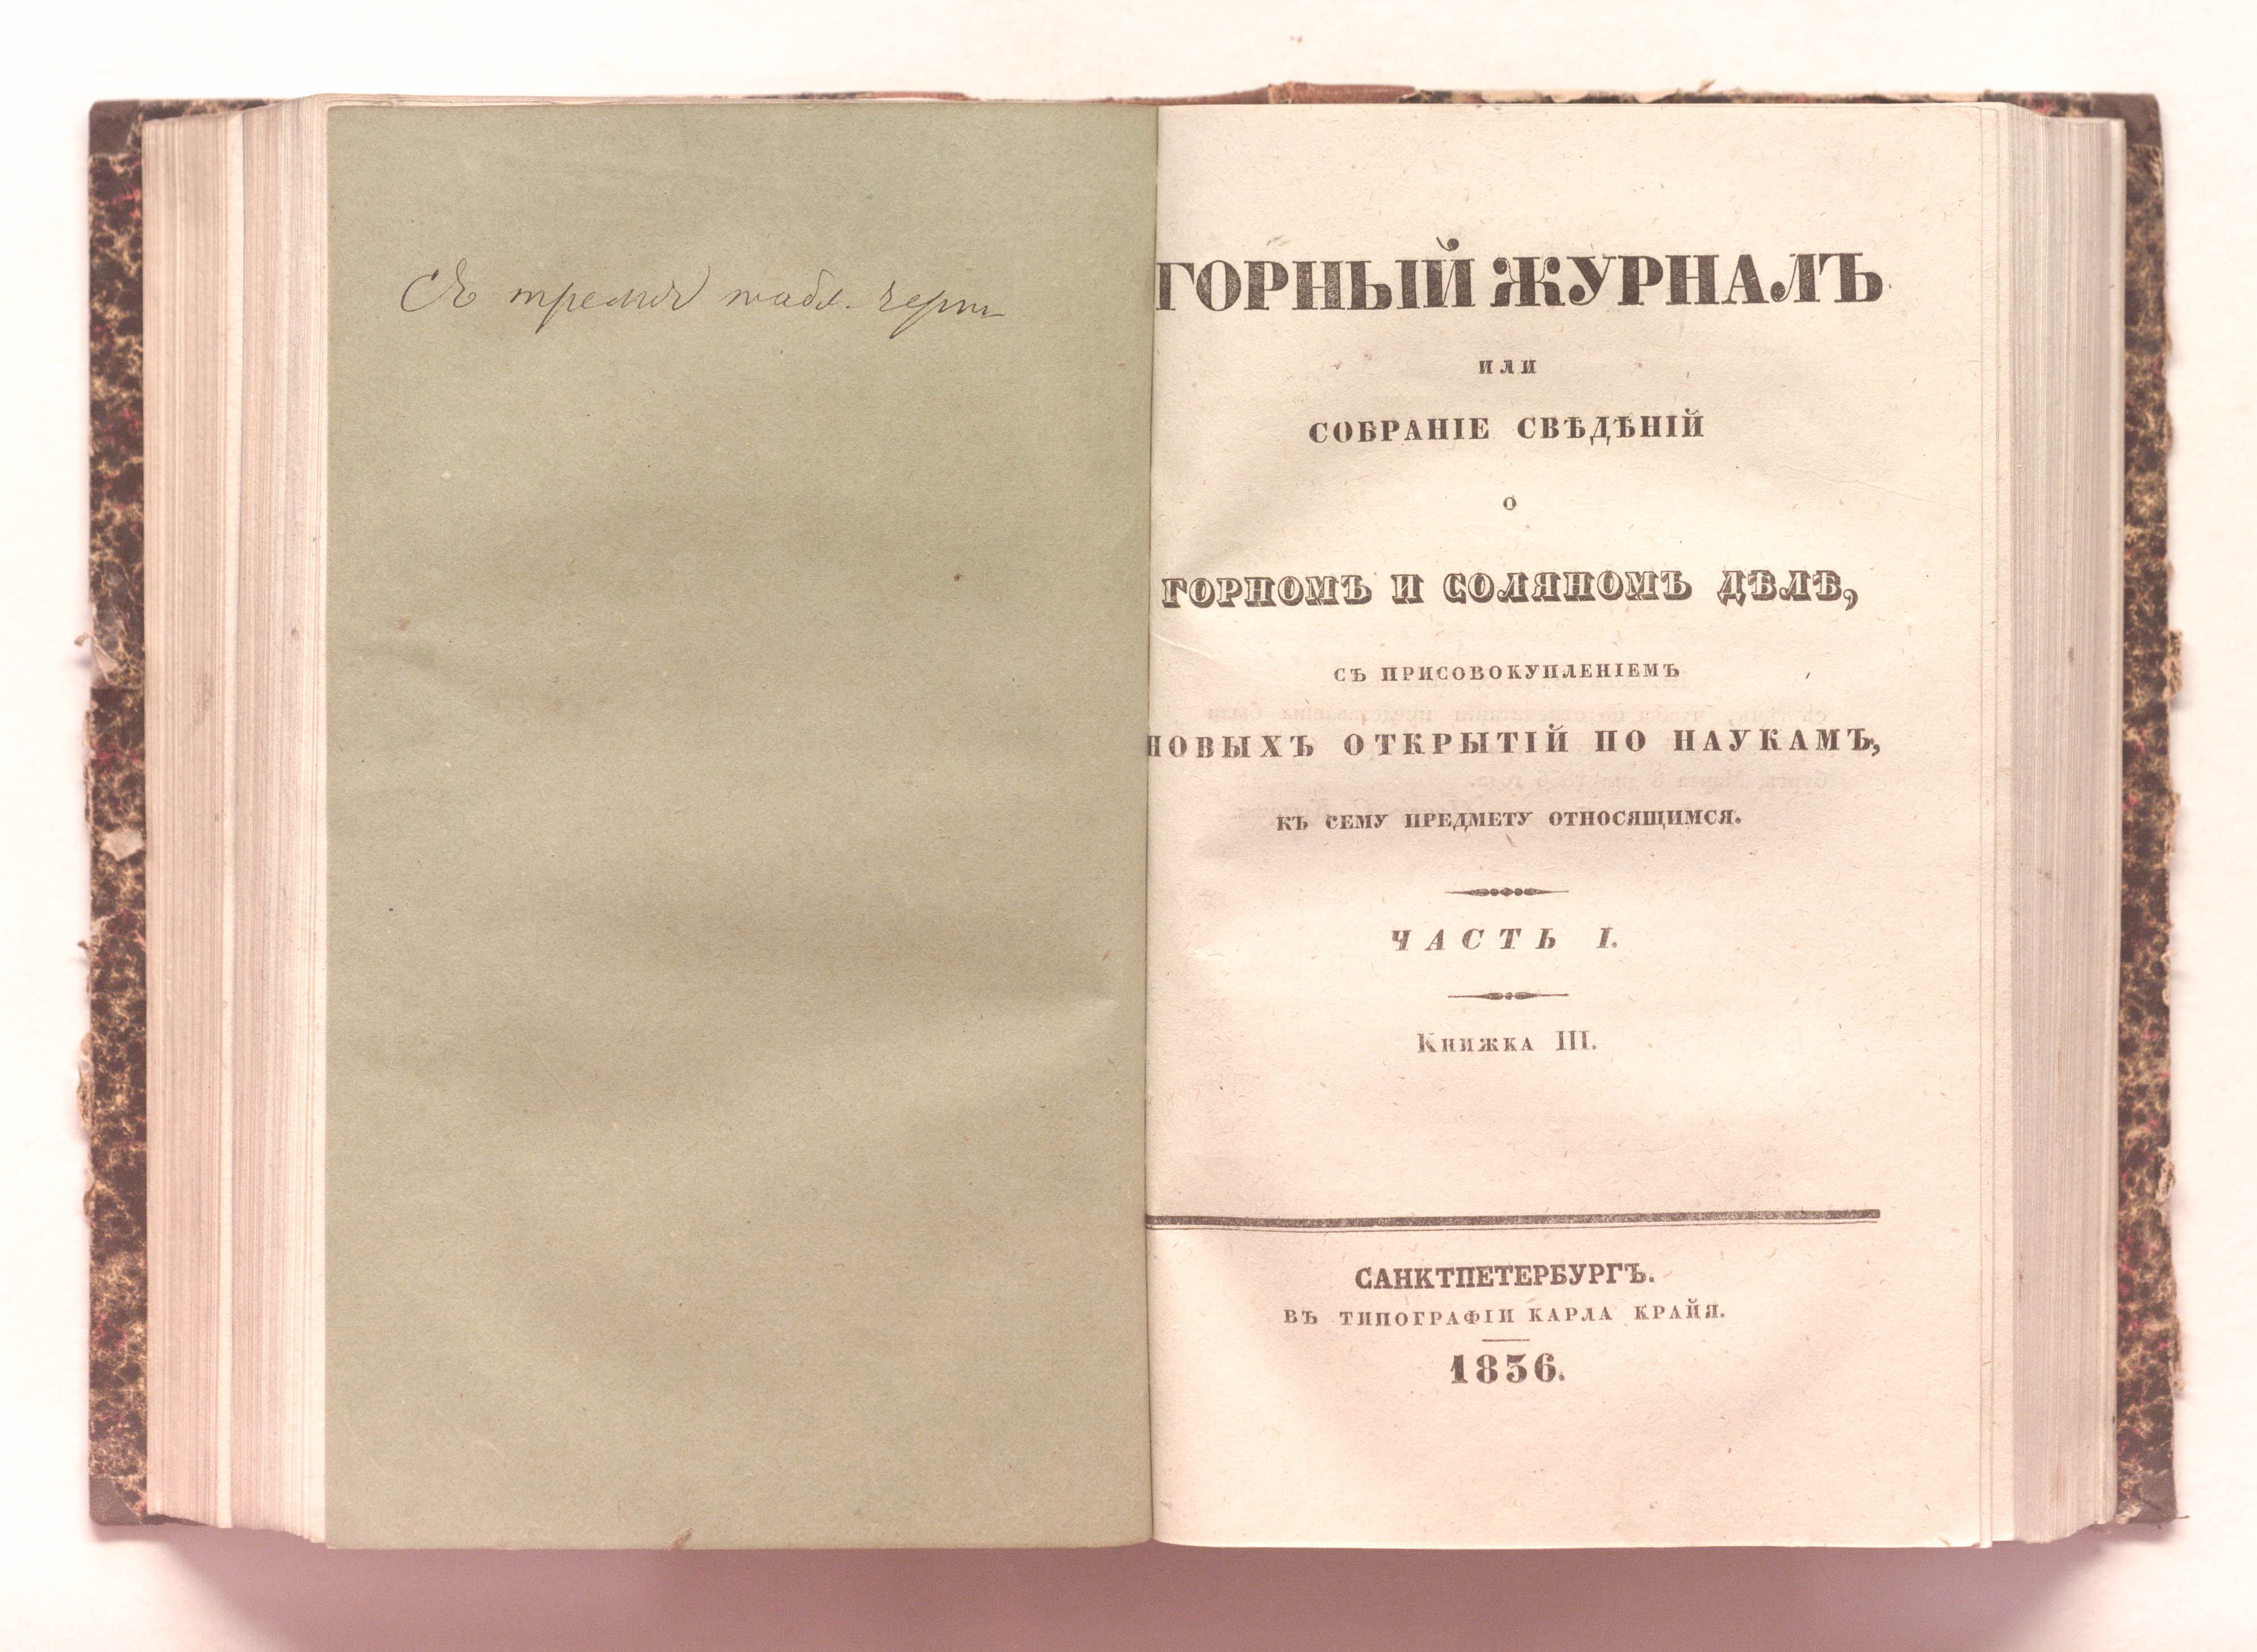 Съ тремя табл. черт
ГОРНЫЙ ЖУРНАЛЪ
ИЛИ
СОБРАНІЕ СВѢДѢНІЙ
О
ГОРНОМЪ И СОЛЯНОМЪ ДѢЛѢ,
СЪ ПРИСОВОКУПЛЕНІЕМЪ
НОВЫХЪ ОТКРЫТІЙ ПО НАУКАМЪ,
КЪ СЕМУ ПРЕДМЕТУ ОТНОСЯЩИМСЯ.
ЧАСТЬ I.
Книжка III.
САНКТПЕТЕРБУРГЪ.
ВЪ ТИПОГРАФІИ КАРЛА КРАЙЯ.
1836.